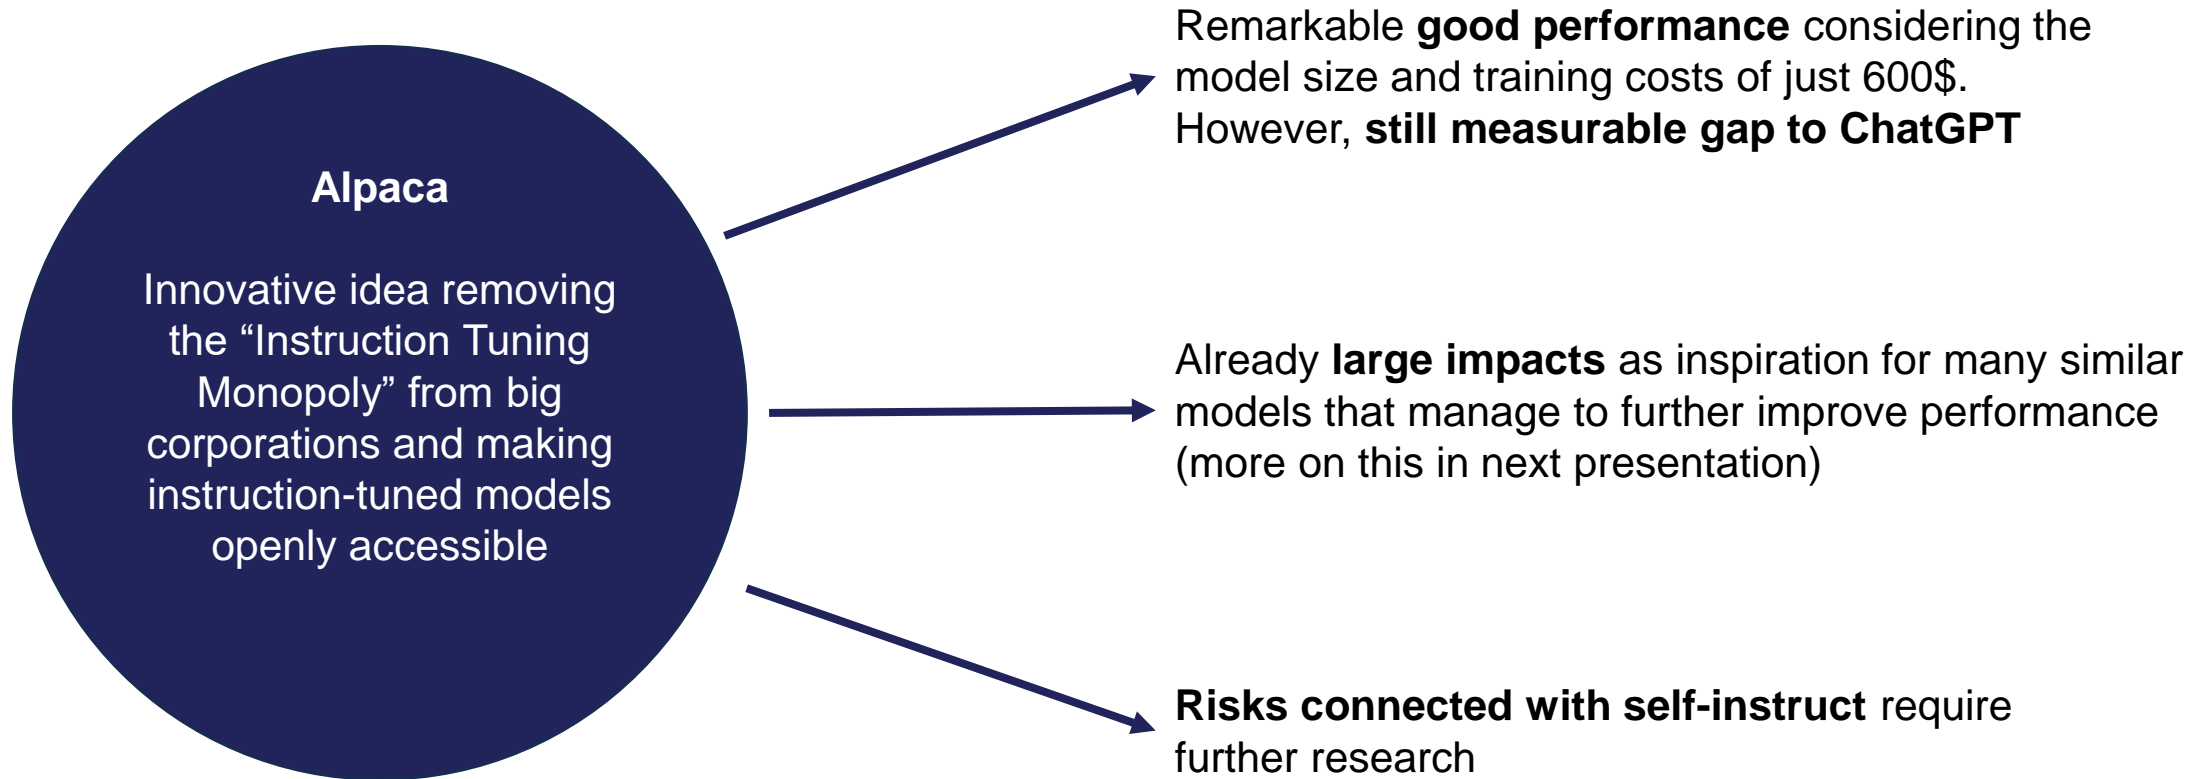 Alpaca
Innovative idea removing
the “Instruction Tuning
Monopoly” from big
corporations and making
instruction-tuned models
openly accessible
Remarkable good performance considering the
model size and training costs of just 600$.
However, still measurable gap to ChatGPT
Already large impacts as inspiration for many similar
models that manage to further improve performance
(more on this in next presentation)
Risks connected with self-instruct require
further research